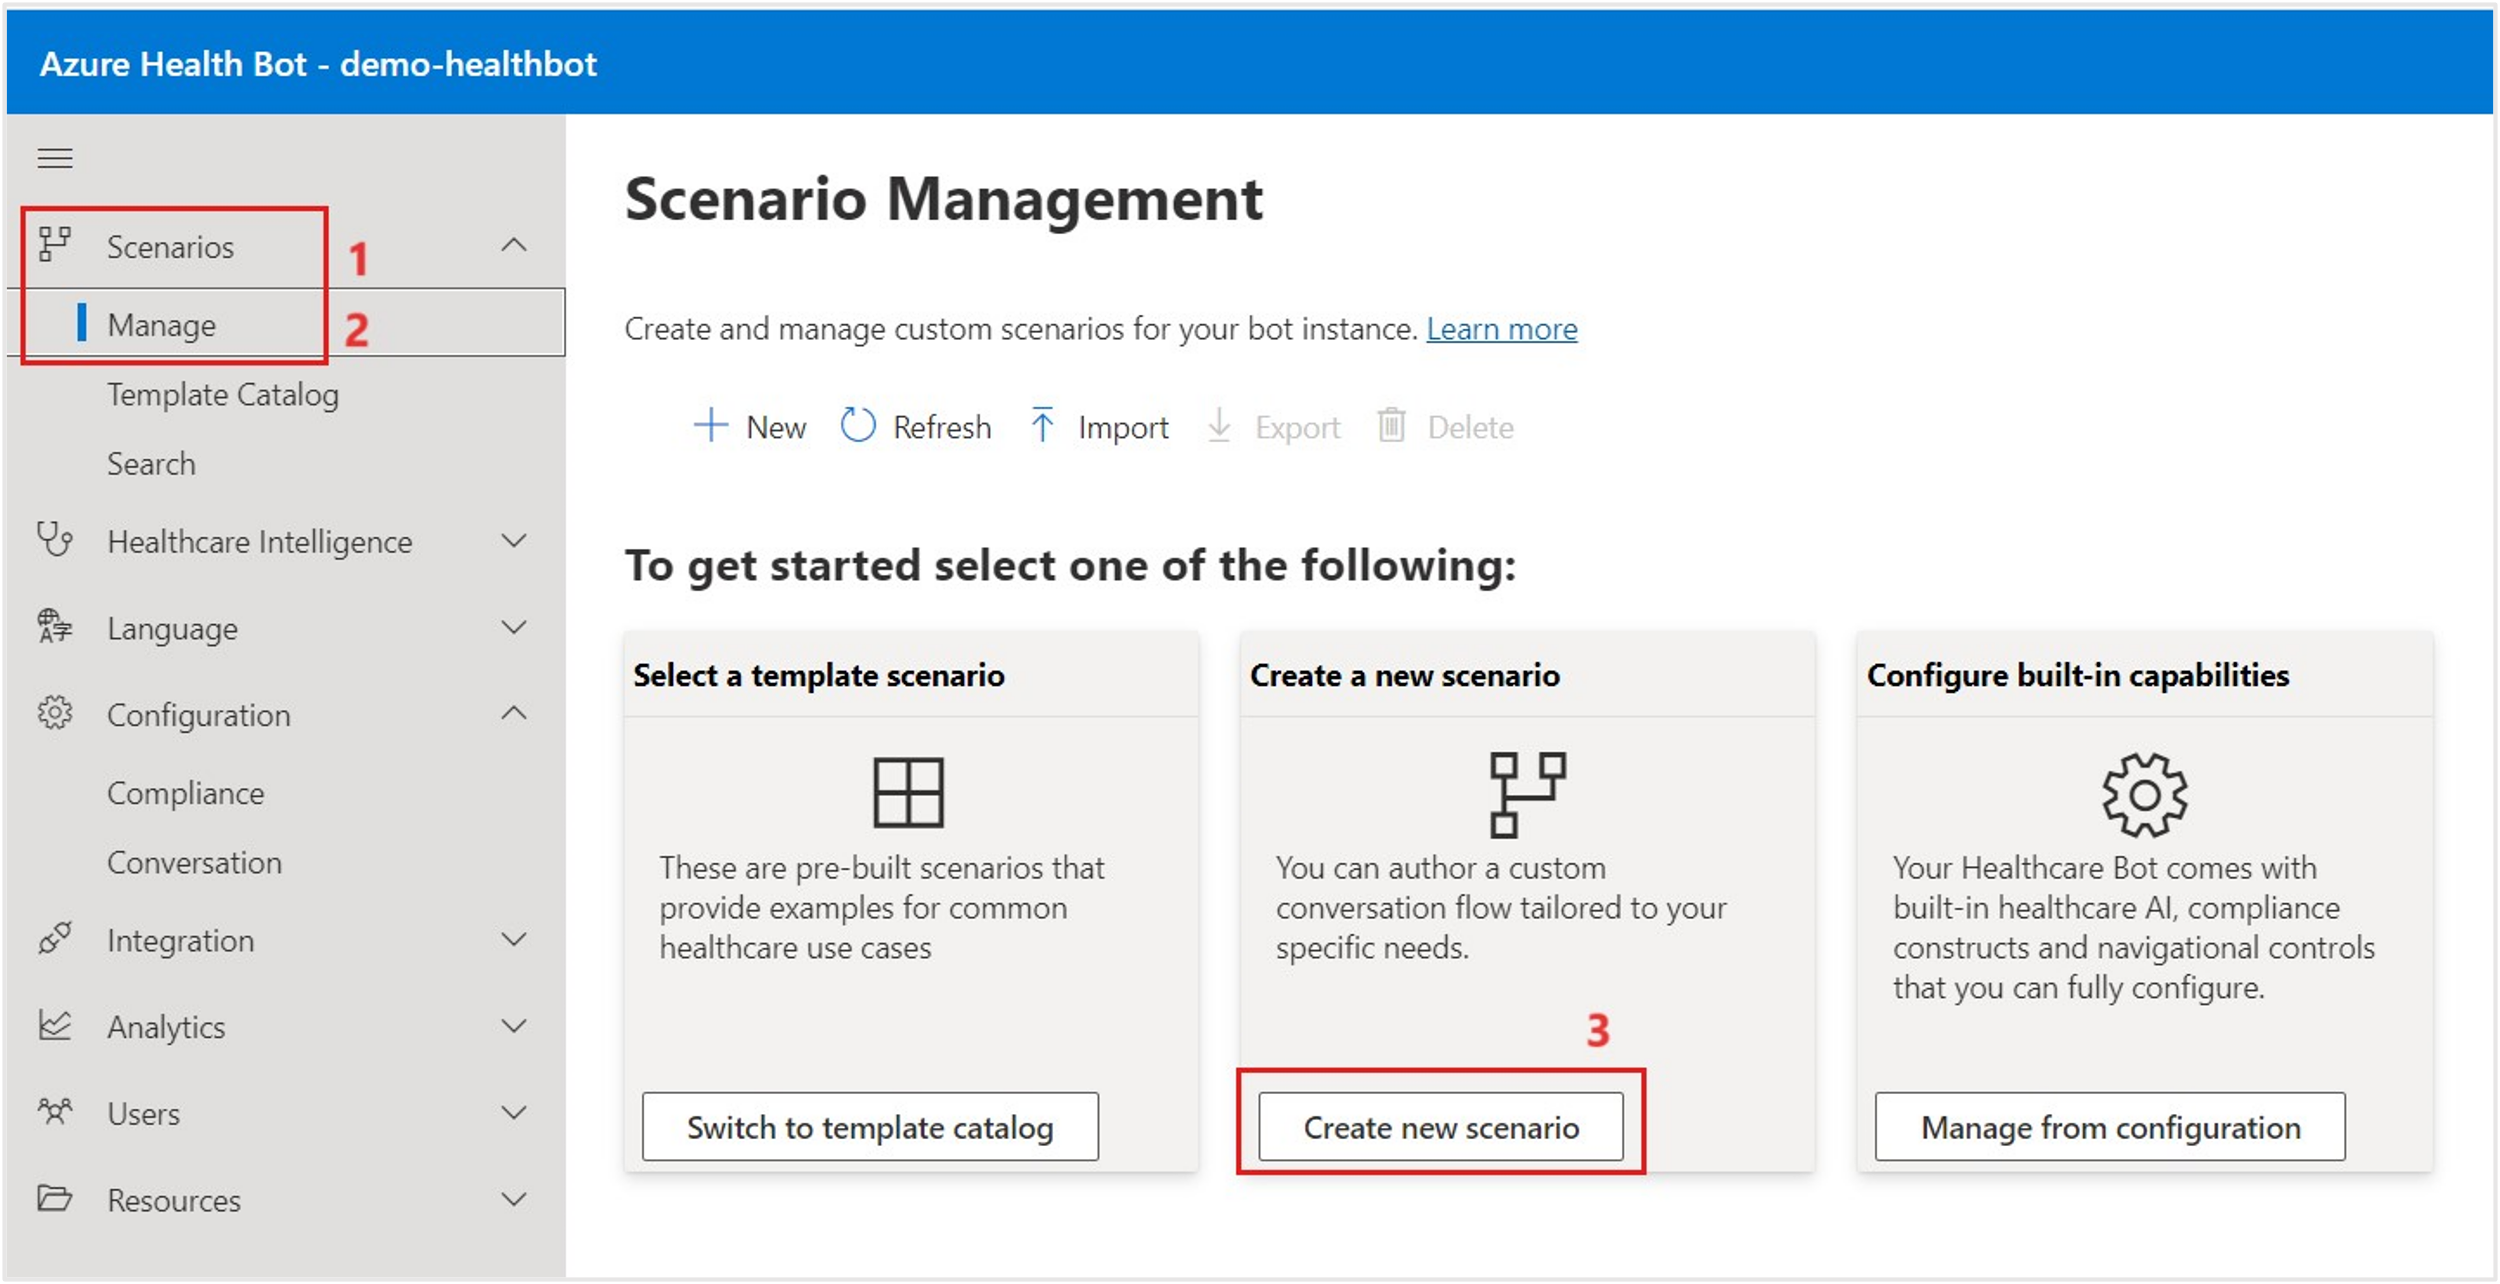 Azure Health Bot - demo-healthbot
Scenarios
1
Manage
2
Template Catalog
Search
Healthcare Intelligence
Language
Configuration
Compliance
Conversation
Integration
Analytics
Users
Resources
Scenario Management
Create and manage custom scenarios for your bot instance. Learn more
New Refresh Import Export Delete
To get started select one of the following:
Select a template scenario
These are pre-built scenarios that
provide examples for common
healthcare use cases
Switch to template catalog
Create a new scenario
You can author a custom
conversation flow tailored to your
specific needs.
3
Create new scenario
Configure built-in capabilities
Your Healthcare Bot comes with
built-in healthcare AI, compliance
constructs and navigational controls
that you can fully configure.
Manage from configuration